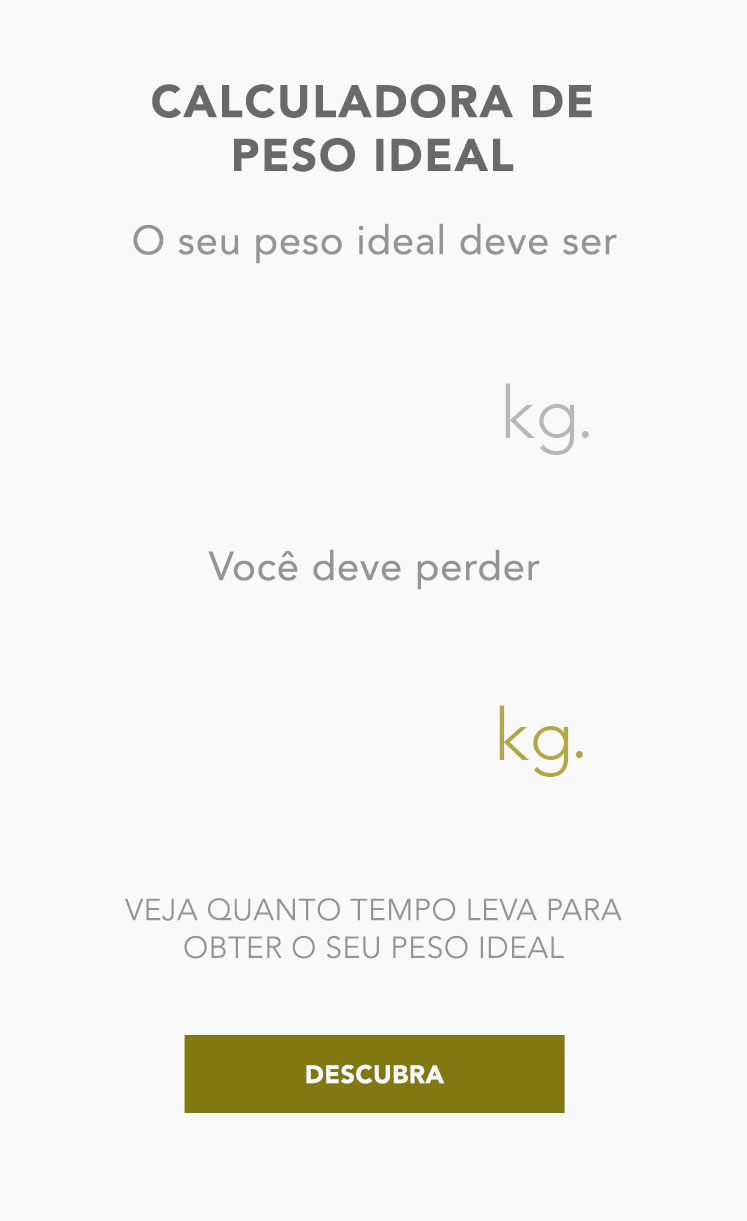 CALCULADORA DE
PESO IDEAL
O seu peso ideal deve ser
kg.
Você deve perder
kg.
VEJA QUANTO TEMPO LEVA PARA
OBTER O SEU PESO IDEAL
DESCUBRA